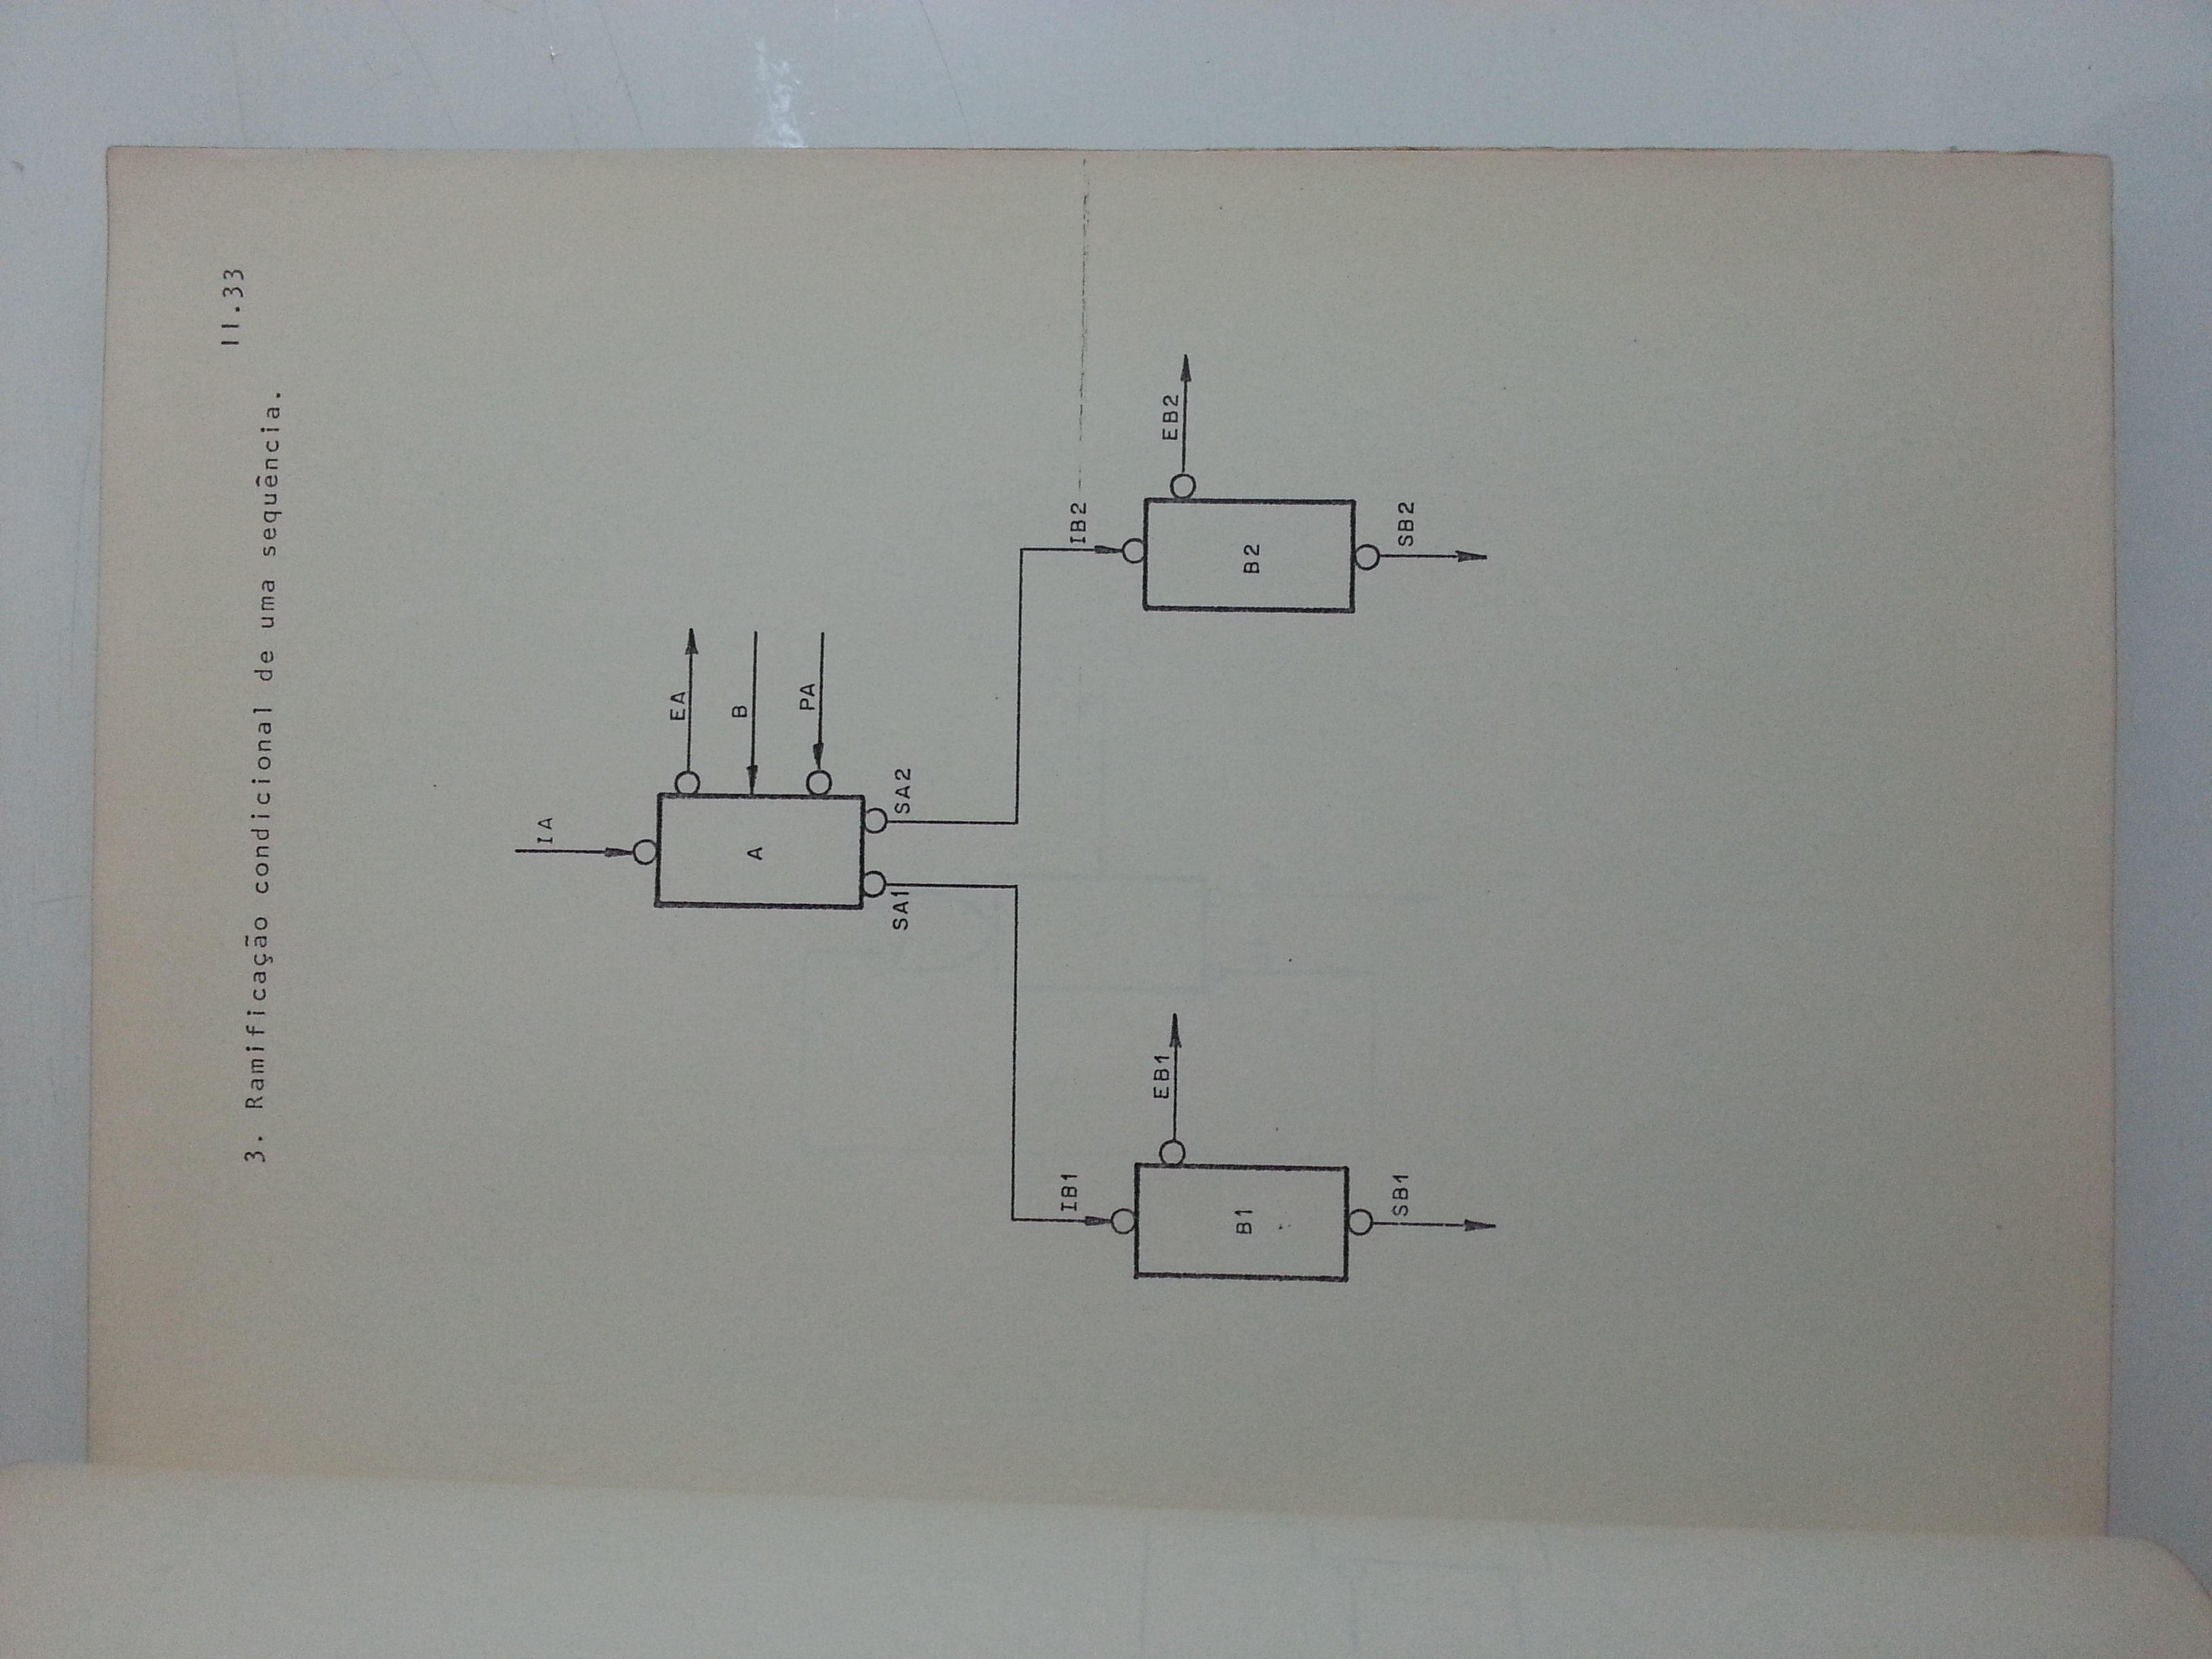 II.33
3. Ramificação condicional de uma sequência.
IA
EA
B
PA
A
SA1
SA2
IB1
IB2
EB1
EB2
B1
B2
SB1
SB2